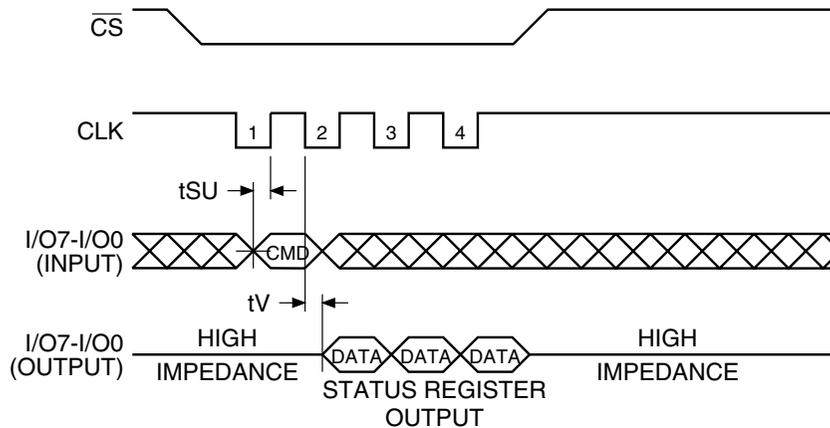 CS
CLK
1 2 3 4
tSU
I/O7-I/O0
(INPUT)
CMD
tV
I/O7-I/O0
(OUTPUT)
HIGH
IMPEDANCE
DATA DATA DATA
STATUS REGISTER
OUTPUT
HIGH
IMPEDANCE